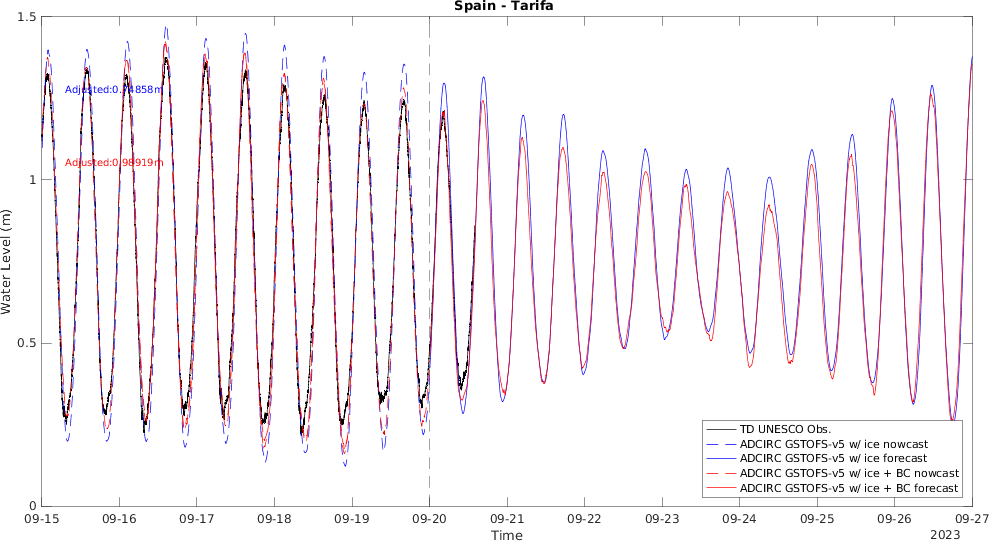 Spain - Tarifa
1.5
1
0.5
0
Water Level (m)
Adjusted:0.98919m
09-15 09-16 09-17 09-18 09-19 09-20 09-21 09-22 09-23 09-24 09-25 09-26 09-27
Time
2023
TD UNESCO Obs.
ADCIRC GSTOFS-v5 w/ ice nowcast
ADCIRC GSTOFS-v5 w/ ice forecast
ADCIRC GSTOFS-v5 w/ ice + BC nowcast
ADCIRC GSTOFS-v5 w/ ice + BC forecast